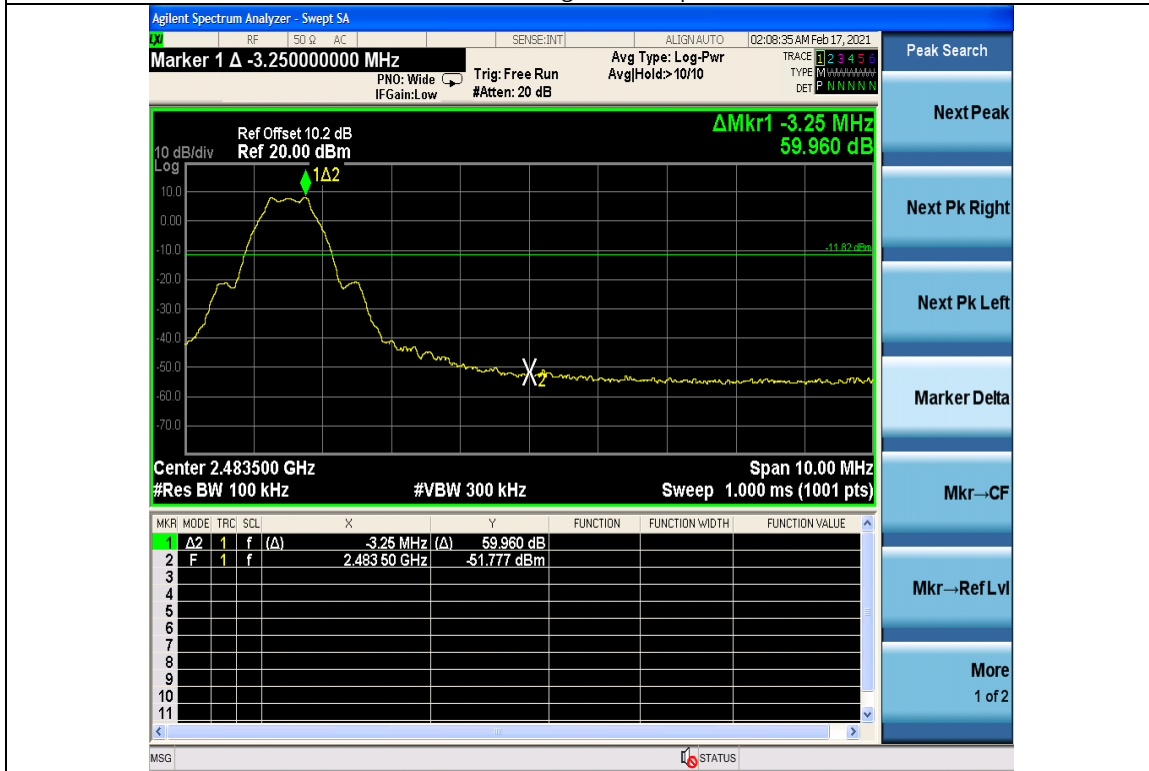 Agilent Spectrum Analyzer - Swept SA
LXI RF 50 Ω AC SENSE:INT ALIGN AUTO 02:08:35 AM Feb 17, 2021
Marker 1 Δ -3.250000000 MHz
PNO: Wide
IFGain:Low
Trig: Free Run
#Atten: 20 dB
Avg Type: Log-Pwr
Avg|Hold:>10/10
TRACE 1 2 3 4 5 6
TYPE M
DET P N N N N N
Ref Offset 10.2 dB
10 dB/div Ref 20.00 dBm
Log
ΔMkr1 -3.25 MHz
59.960 dB
1Δ2
10.0
0.00
-10.0
-11.82 dBm
-20.0
-30.0
-40.0
-50.0
2
-60.0
-70.0
Center 2.483500 GHz Span 10.00 MHz
#Res BW 100 kHz #VBW 300 kHz Sweep 1.000 ms (1001 pts)
MKR MODE TRC SCL X Y FUNCTION FUNCTION WIDTH FUNCTION VALUE
1 Δ2 1 f (Δ) -3.25 MHz (Δ) 59.960 dB
2 F 1 f 2.483 50 GHz -51.777 dBm
3
4
5
6
7
8
9
10
11
MSG STATUS
Peak Search
Next Peak
Next Pk Right
Next Pk Left
Marker Delta
Mkr→CF
Mkr→Ref Lvl
More
1 of 2